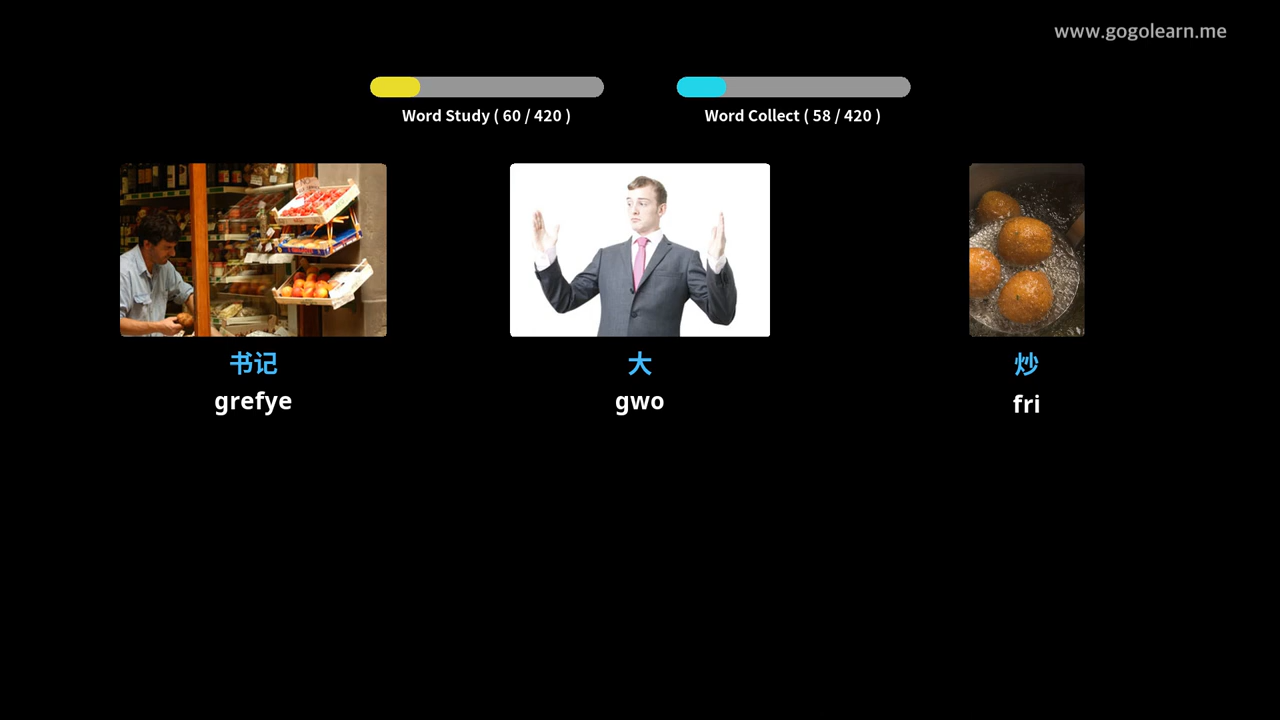 www.gogolearn.me
Word Study ( 60 / 420 )
Word Collect ( 58 / 420 )
书记
grefye
大
gwo
炒
fri